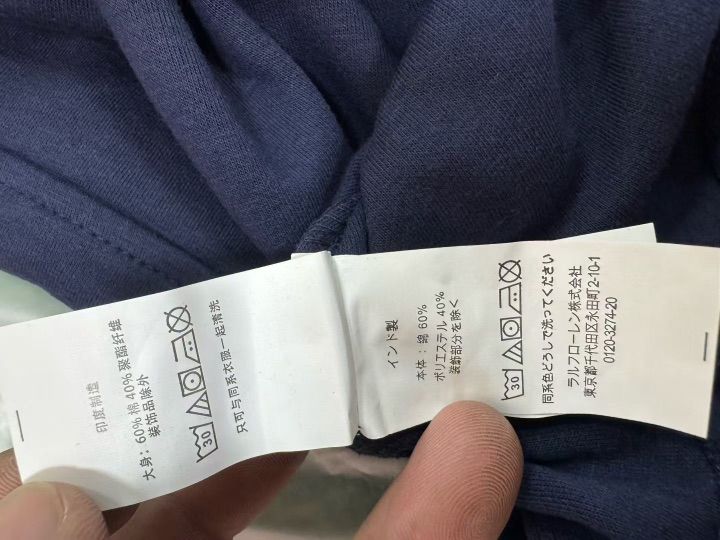 印度制造
大身：60% 棉 40% 聚酯纤维
装饰品除外
30
只可与同系衣服一起清洗
インド製
本体：綿 60%
ポリエステル 40%
装飾部分を除く
30
同系色どうしで洗ってください
ラルフローレン株式会社
東京都千代田区永田町2-10-1
0120-3274-20